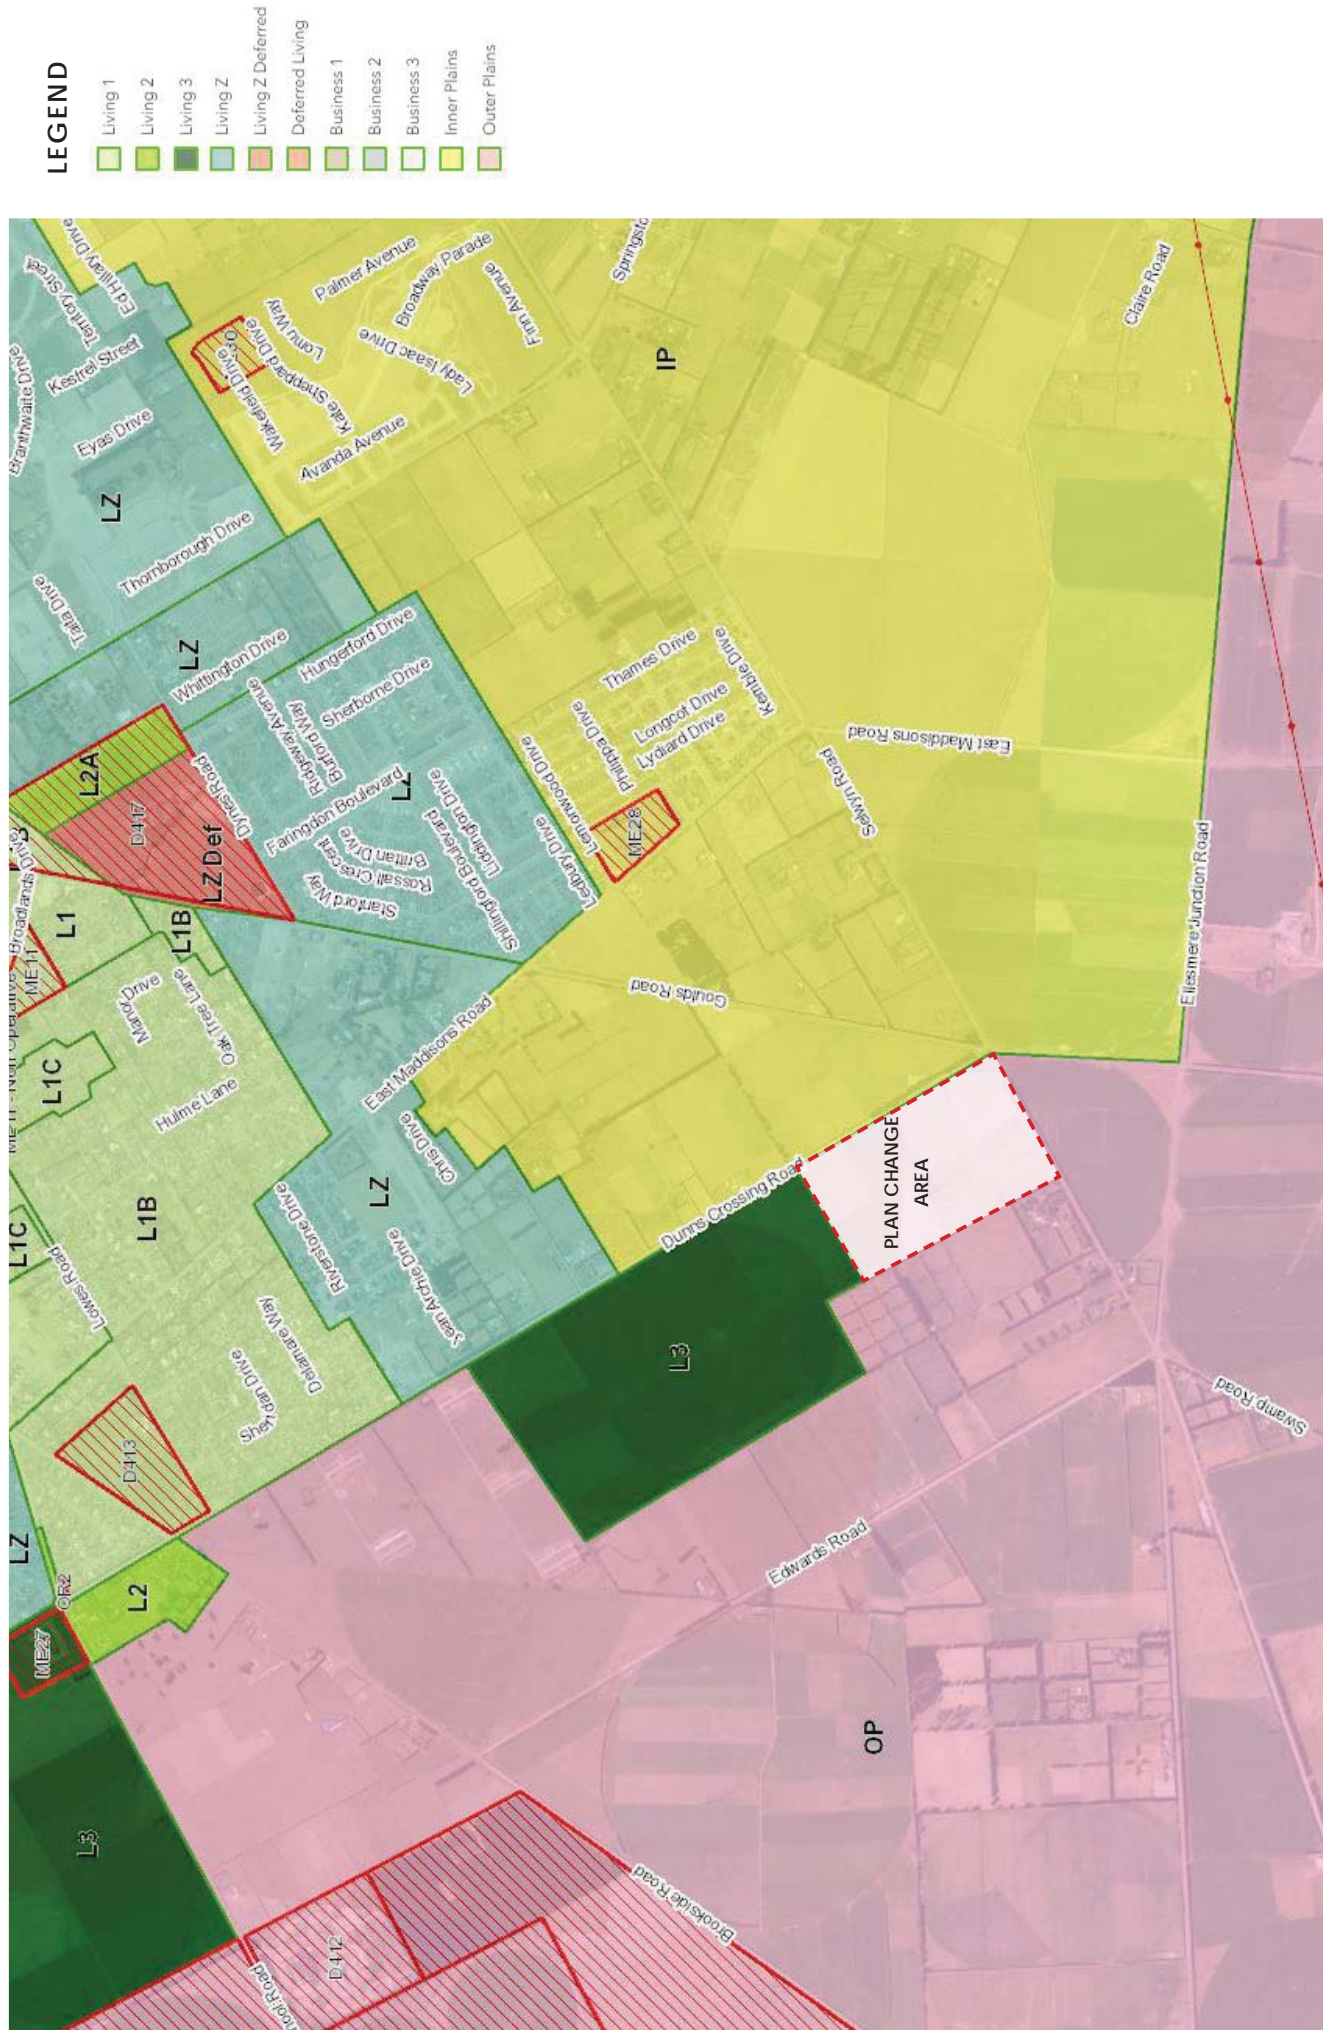 LEGEND
Living 1
Living 2
Living 3
Living Z
Living Z Deferred
Deferred Living
Business 1
Business 2
Business 3
Inner Plains
Outer Plains
Ed Hillary Drive
Territory Street
Kestrel Street
Branthwaite Drive
Eyas Drive
LZ
Thornborough Drive
Taita Drive
LZ
Whittington Drive
Palmer Avenue
Broadway Parade
Finn Avenue
Lady Isaac Drive
Lomu Way
Kate Sheppard Drive
Wakefield Drive
Avanda Avenue
Springsto
Claire Road
IP
Hungerford Drive
Sherborne Drive
Burford Way
Ridgeway Avenue
Faringdon Boulevard
LZ
Liddington Drive
Shillingford Boulevard
Brittan Drive
Rossall Cres
Stanford Way
Dynes Road
L2A
D417
LZ Def
Broadlands Drive
ME11
L1
L1B
L1C
Manor Drive
Oak Tree Lane
Hulme Lane
L1C
L1B
Lowes Road
Thames Drive
Kemble Drive
Philippa Drive
Longcot Drive
Lydiard Drive
Lemonwood Drive
Ledbury Drive
ME28
Selwyn Road
East Maddisons Road
Ellesmere Junction Road
Goulds Road
East Maddisons Road
Chris Drive
LZ
Riverstone Drive
Jean Archie Drive
Delamare Way
Sheridan Drive
D413
Dunns Crossing Road
PLAN CHANGE
AREA
L3
LZ
L2
ME27
L3
Edwards Road
Swamp Road
OP
D412
Brookside Road